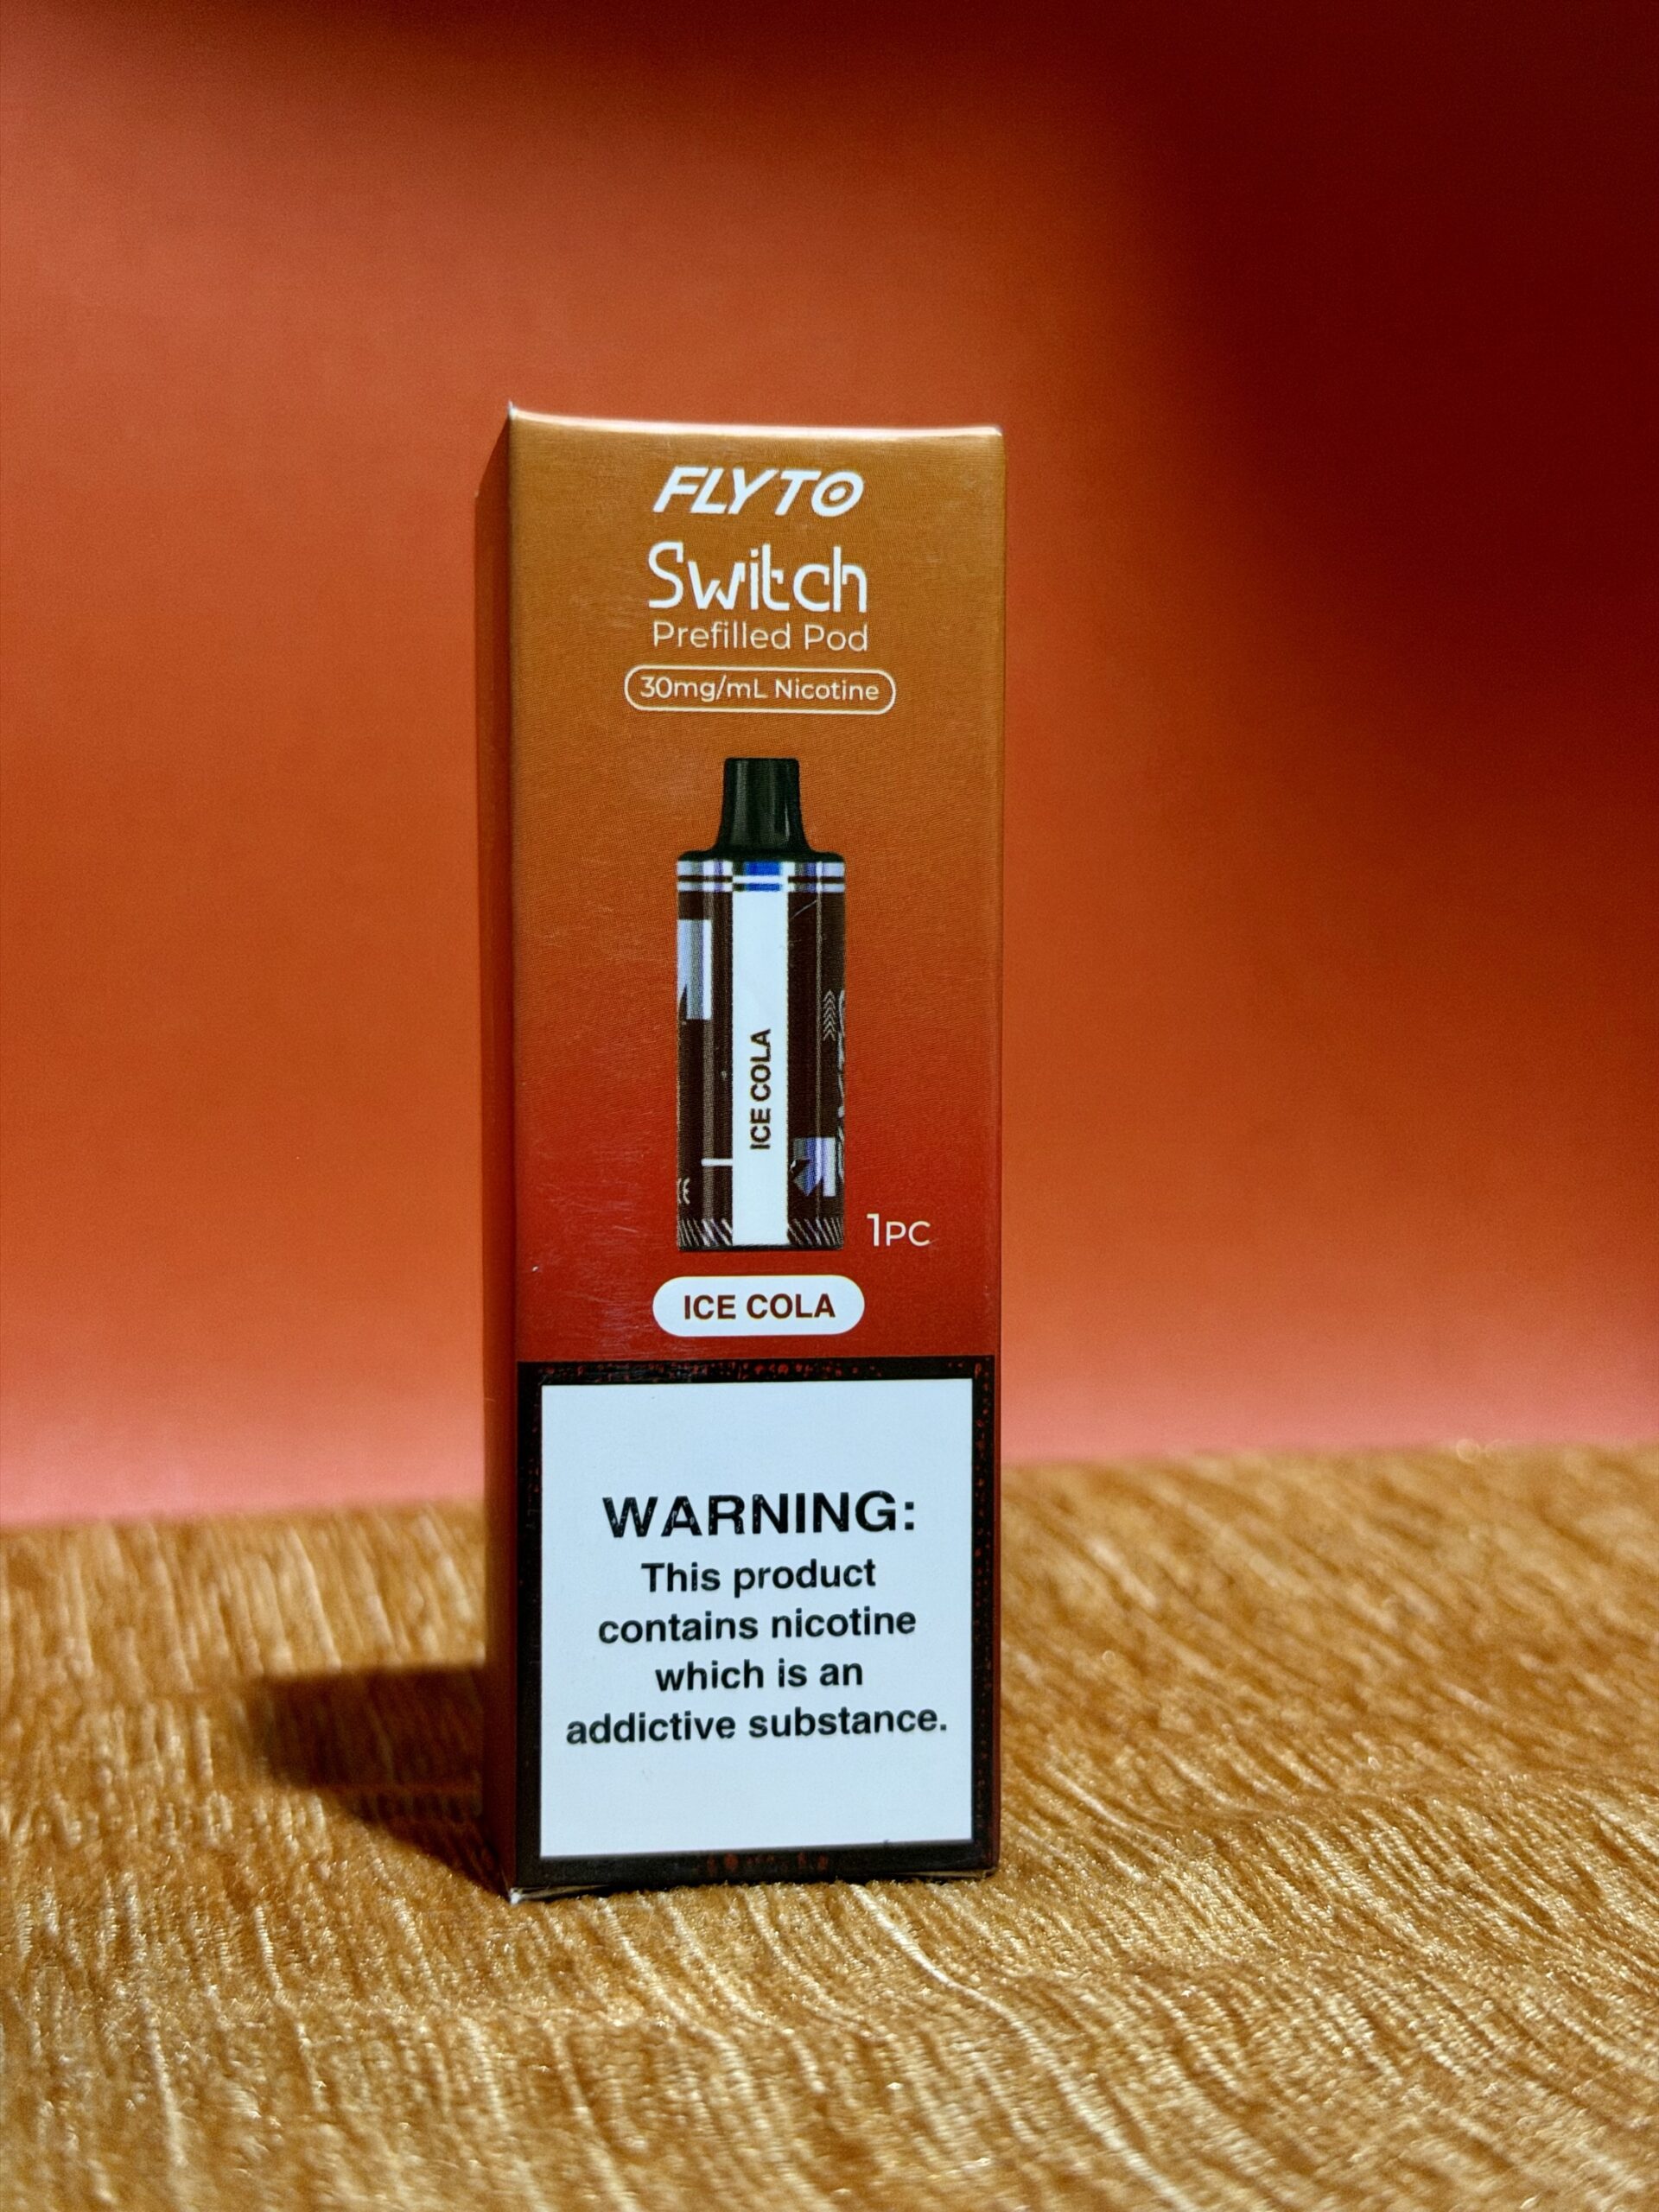 FLYTO
Switch
Prefilled Pod
30mg/mL Nicotine
ICE COLA
1PC
ICE COLA
WARNING:
This product
contains nicotine
which is an
addictive substance.